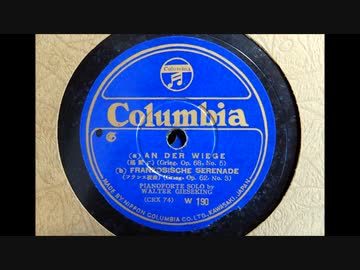 Columbia
Columbia
(a) AN DER WIEGE
(Grieg, Op. 68, No. 5)
(b) FRANZÖSISCHE SERENADE
(Grieg, Op. 62, No. 3)
PIANOFORTE SOLO by
WALTER GIESEKING
(CRX 74) W 190
MADE BY NIPPON COLUMBIA CO., LTD., KAWASAKI, JAPAN